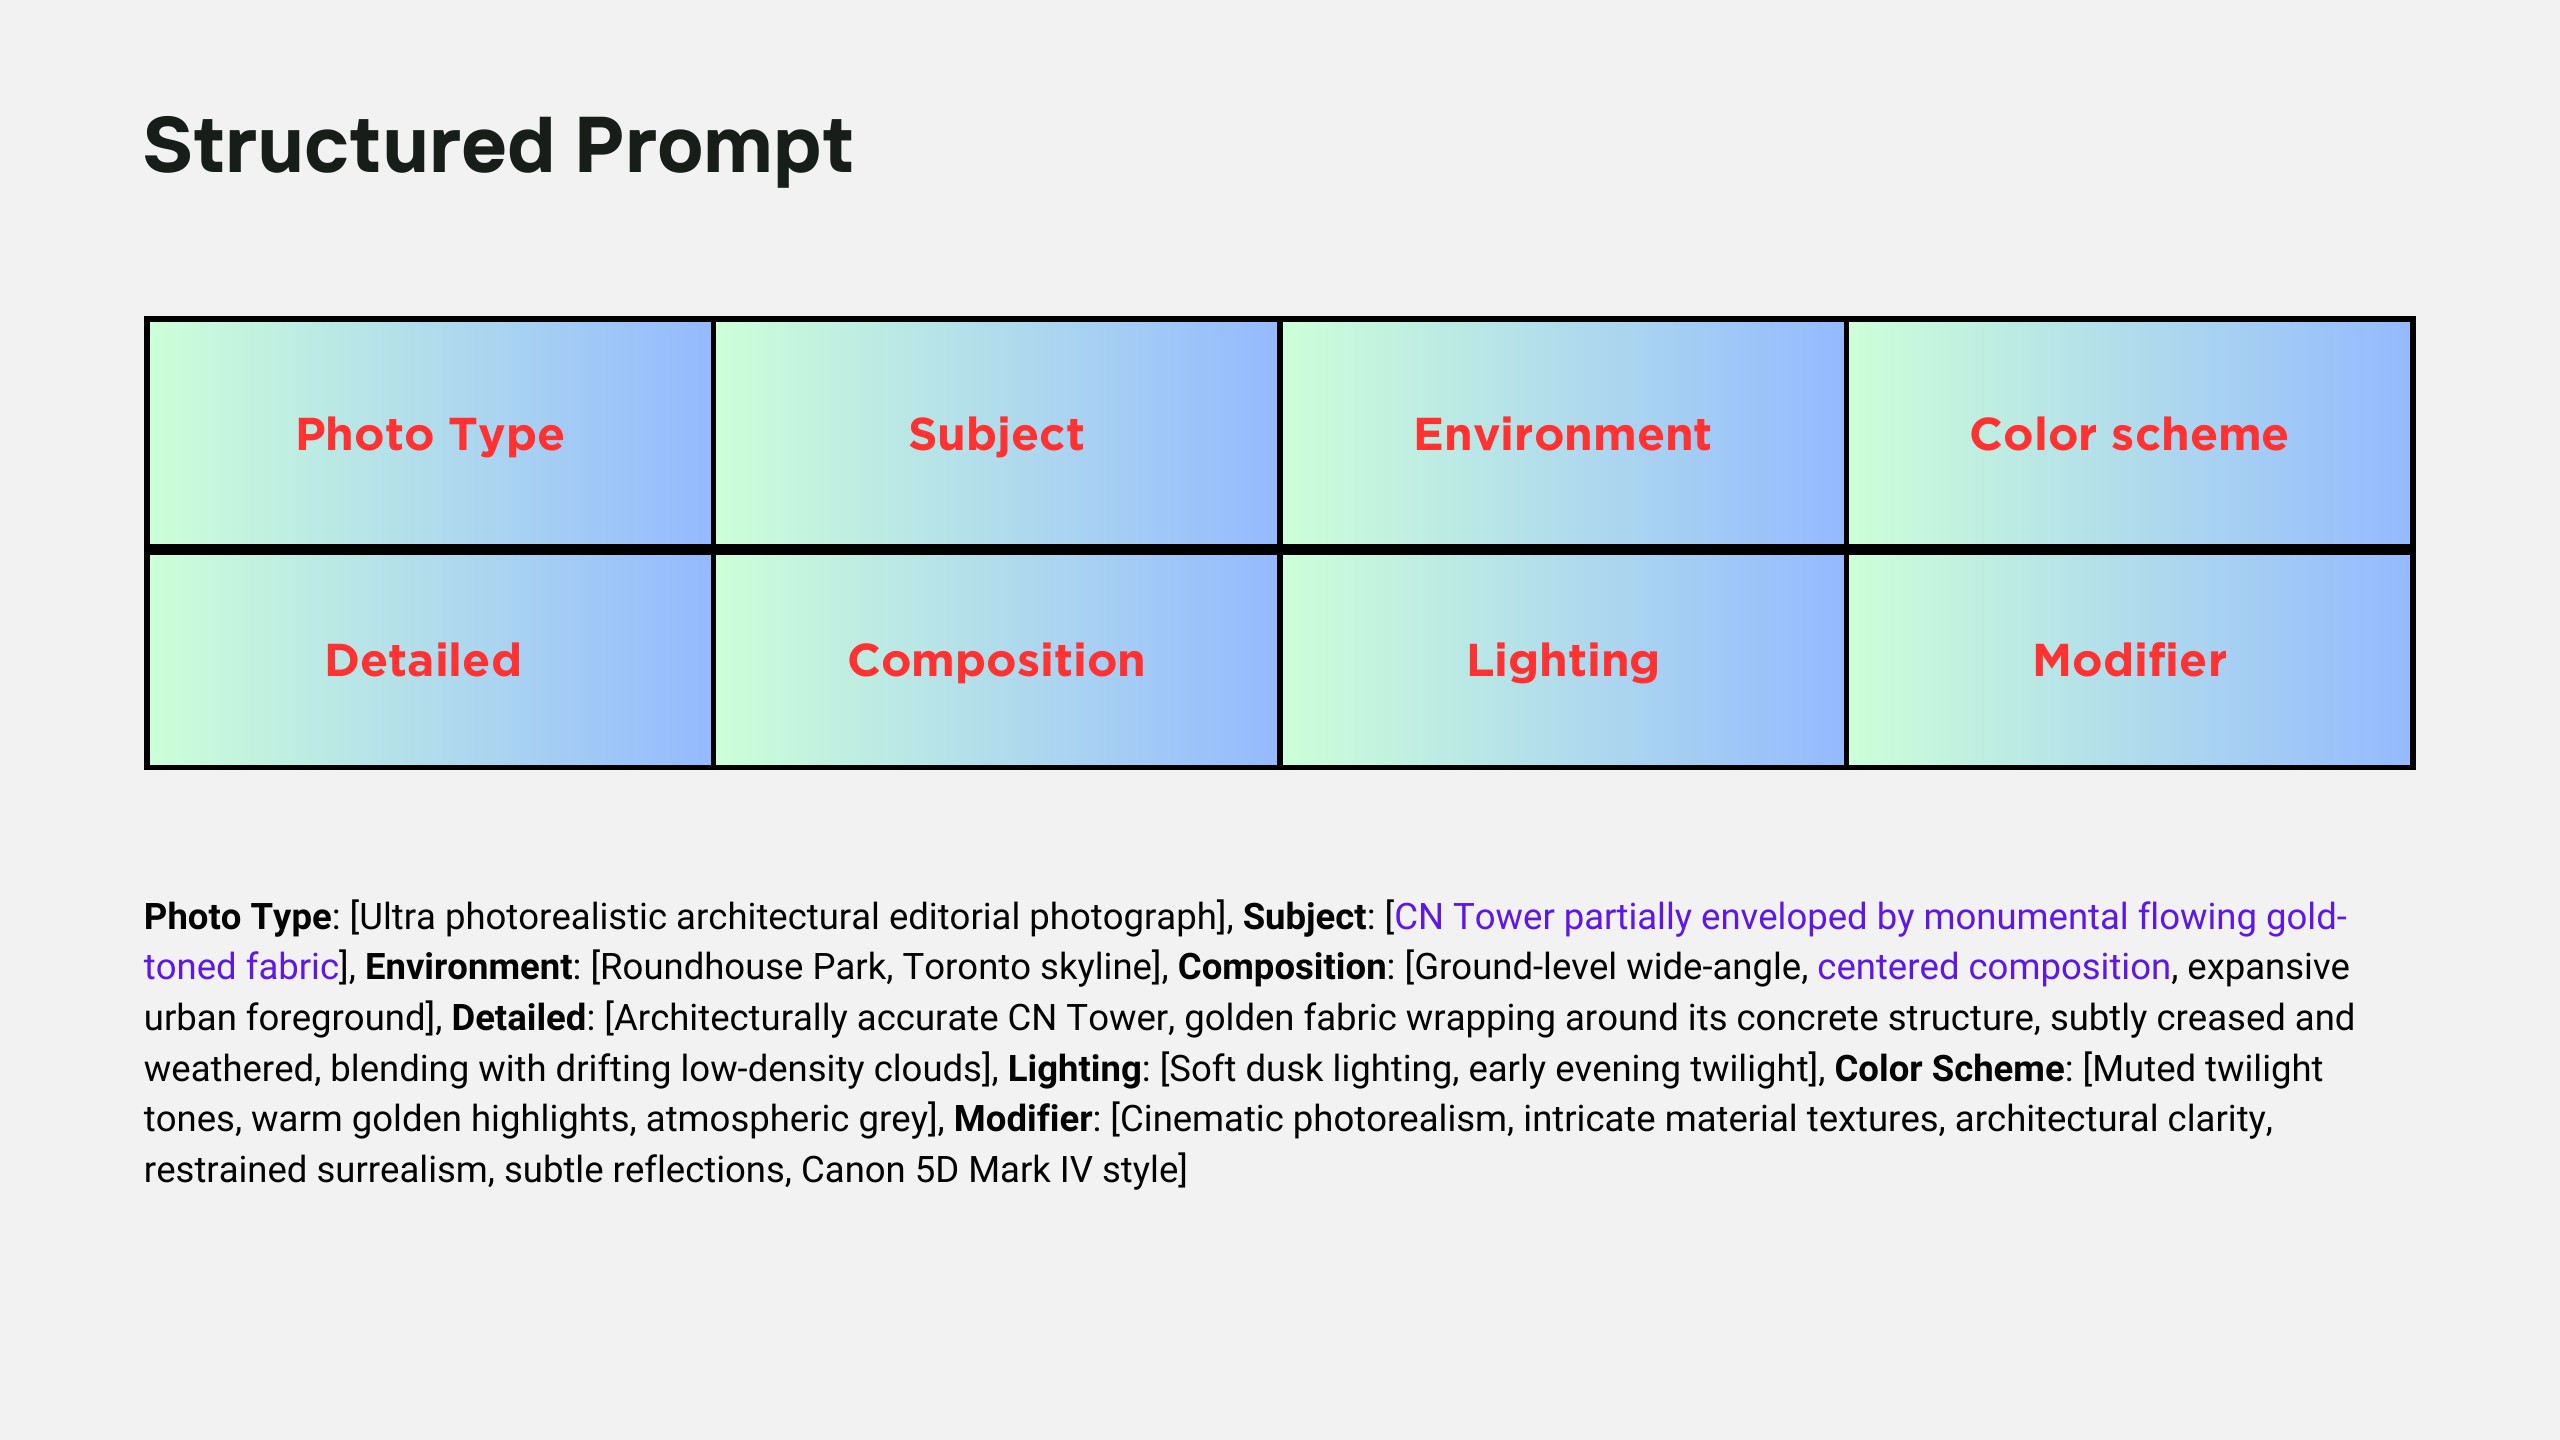 Structured Prompt
Photo Type
Subject
Environment
Color scheme
Detailed
Composition
Lighting
Modifier
Photo Type: [Ultra photorealistic architectural editorial photograph], Subject: [CN Tower partially enveloped by monumental flowing gold-
toned fabric], Environment: [Roundhouse Park, Toronto skyline], Composition: [Ground-level wide-angle, centered composition, expansive
urban foreground], Detailed: [Architecturally accurate CN Tower, golden fabric wrapping around its concrete structure, subtly creased and
weathered, blending with drifting low-density clouds], Lighting: [Soft dusk lighting, early evening twilight], Color Scheme: [Muted twilight
tones, warm golden highlights, atmospheric grey], Modifier: [Cinematic photorealism, intricate material textures, architectural clarity,
restrained surrealism, subtle reflections, Canon 5D Mark IV style]